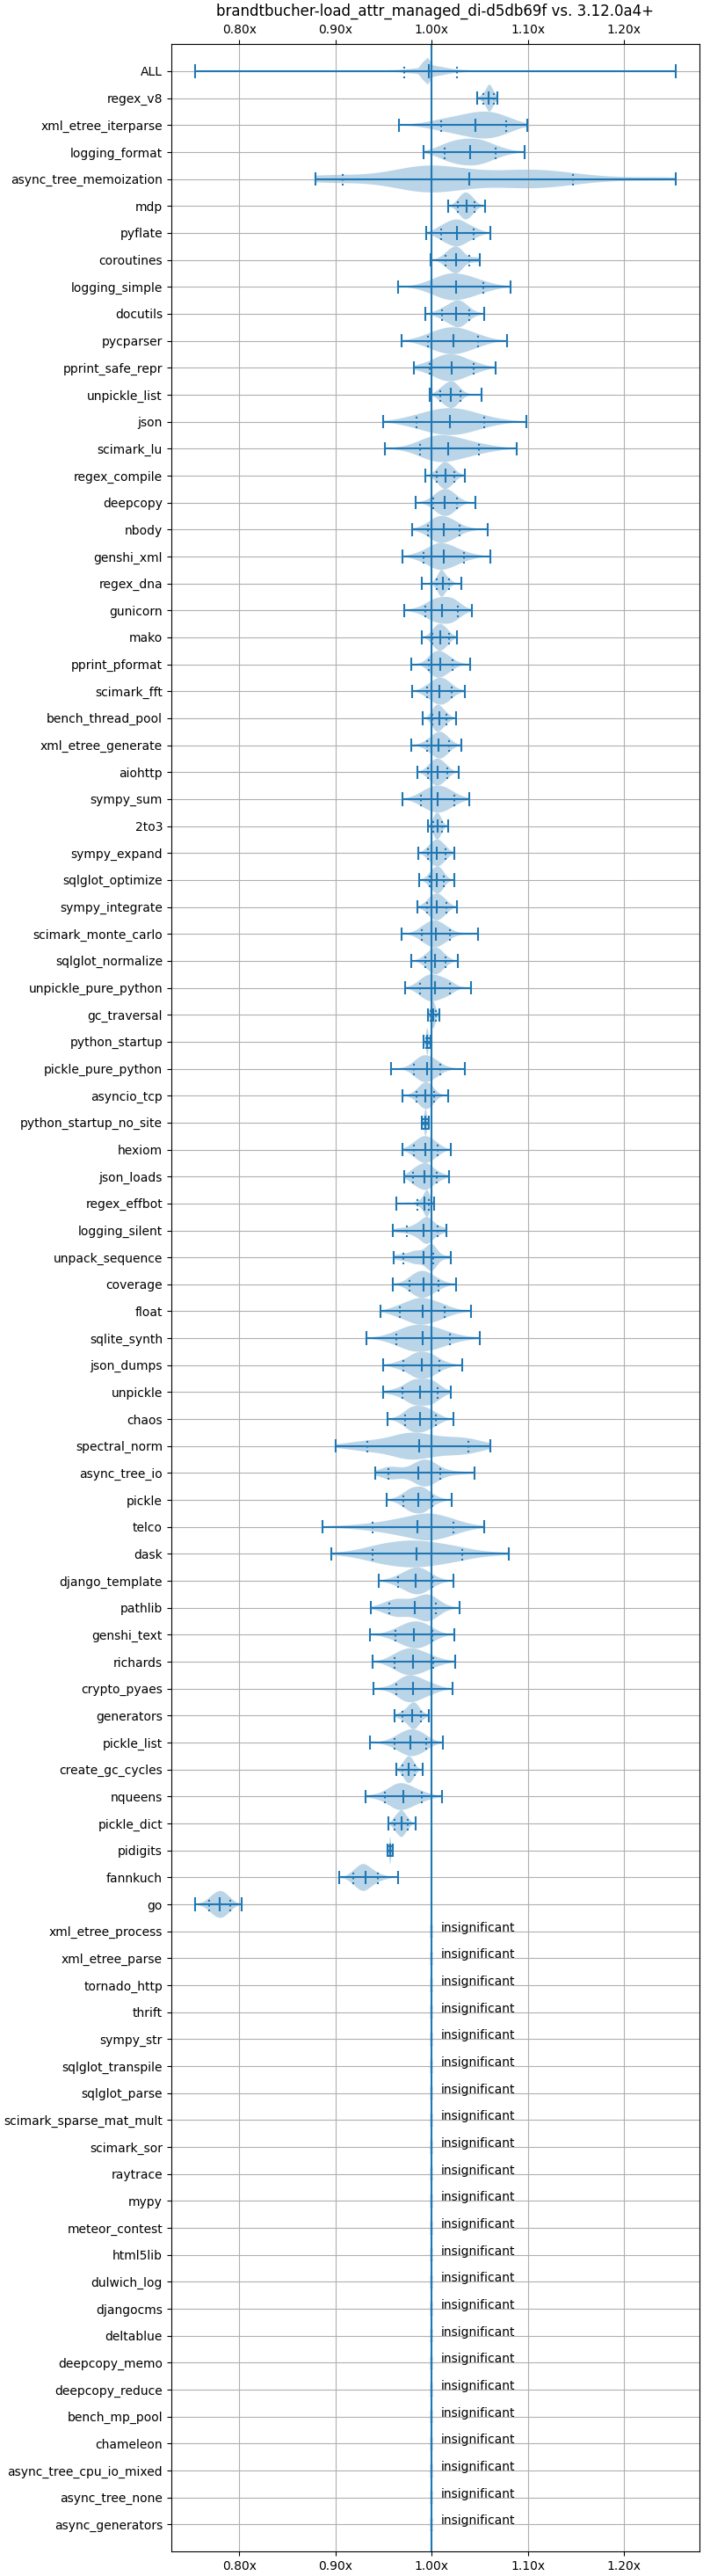 brandtbucher-load_attr_managed_di-d5db69f vs. 3.12.0a4+
0.80x 0.90x 1.00x 1.10x 1.20x
ALL
regex_v8
xml_etree_iterparse
logging_format
async_tree_memoization
mdp
pyflate
coroutines
logging_simple
docutils
pycparser
pprint_safe_repr
unpickle_list
json
scimark_lu
regex_compile
deepcopy
nbody
genshi_xml
regex_dna
gunicorn
mako
pprint_pformat
scimark_fft
bench_thread_pool
xml_etree_generate
aiohttp
sympy_sum
2to3
sympy_expand
sqlglot_optimize
sympy_integrate
scimark_monte_carlo
sqlglot_normalize
unpickle_pure_python
gc_traversal
python_startup
pickle_pure_python
asyncio_tcp
python_startup_no_site
hexiom
json_loads
regex_effbot
logging_silent
unpack_sequence
coverage
float
sqlite_synth
json_dumps
unpickle
chaos
spectral_norm
async_tree_io
pickle
telco
dask
django_template
pathlib
genshi_text
richards
crypto_pyaes
generators
pickle_list
create_gc_cycles
nqueens
pickle_dict
pidigits
fannkuch
go
xml_etree_process insignificant
xml_etree_parse insignificant
tornado_http insignificant
thrift insignificant
sympy_str insignificant
sqlglot_transpile insignificant
sqlglot_parse insignificant
scimark_sparse_mat_mult insignificant
scimark_sor insignificant
raytrace insignificant
mypy insignificant
meteor_contest insignificant
html5lib insignificant
dulwich_log insignificant
djangocms insignificant
deltablue insignificant
deepcopy_memo insignificant
deepcopy_reduce insignificant
bench_mp_pool insignificant
chameleon insignificant
async_tree_cpu_io_mixed insignificant
async_tree_none insignificant
async_generators insignificant
0.80x 0.90x 1.00x 1.10x 1.20x